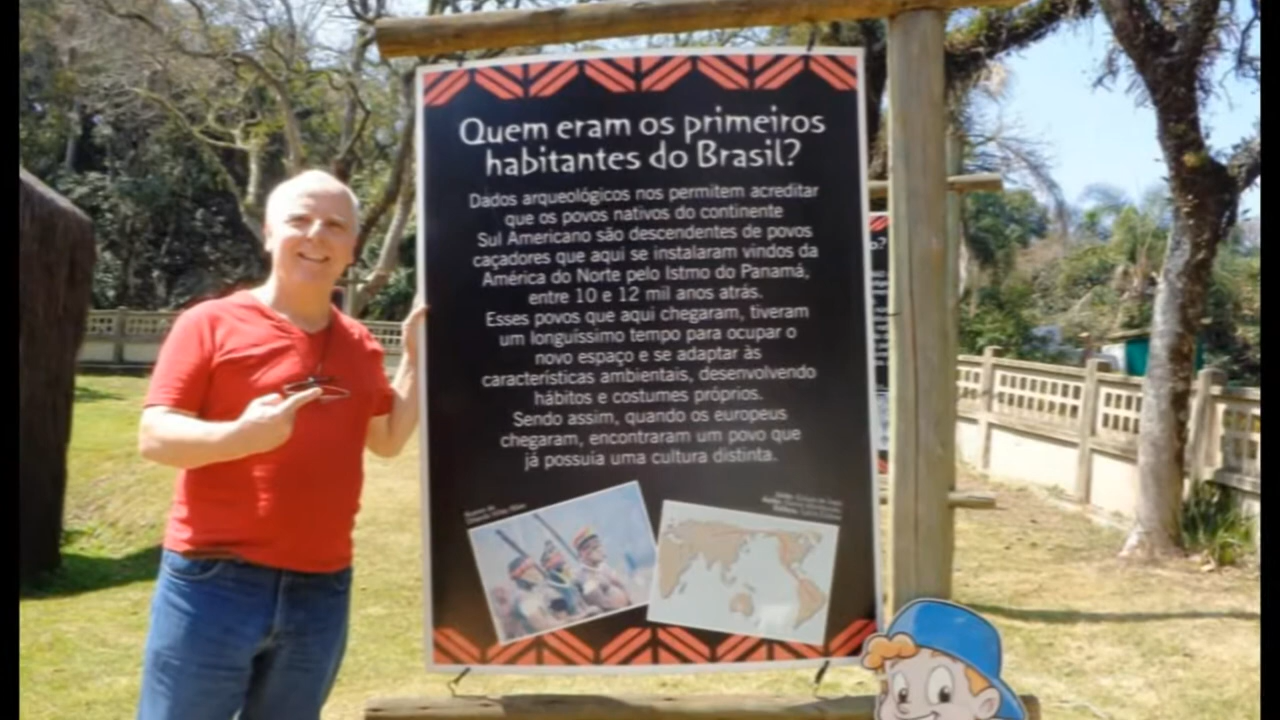 Quem eram os primeiros
habitantes do Brasil?
Dados arqueológicos nos permitem acreditar
que os povos nativos do continente
Sul Americano são descendentes de povos
caçadores que aqui se instalaram vindos da
América do Norte pelo Istmo do Panamá,
entre 10 e 12 mil anos atrás.
Esses povos que aqui chegaram, tiveram
um longuíssimo tempo para ocupar o
novo espaço e se adaptar às
características ambientais, desenvolvendo
hábitos e costumes próprios.
Sendo assim, quando os europeus
chegaram, encontraram um povo que
já possuia uma cultura distinta.